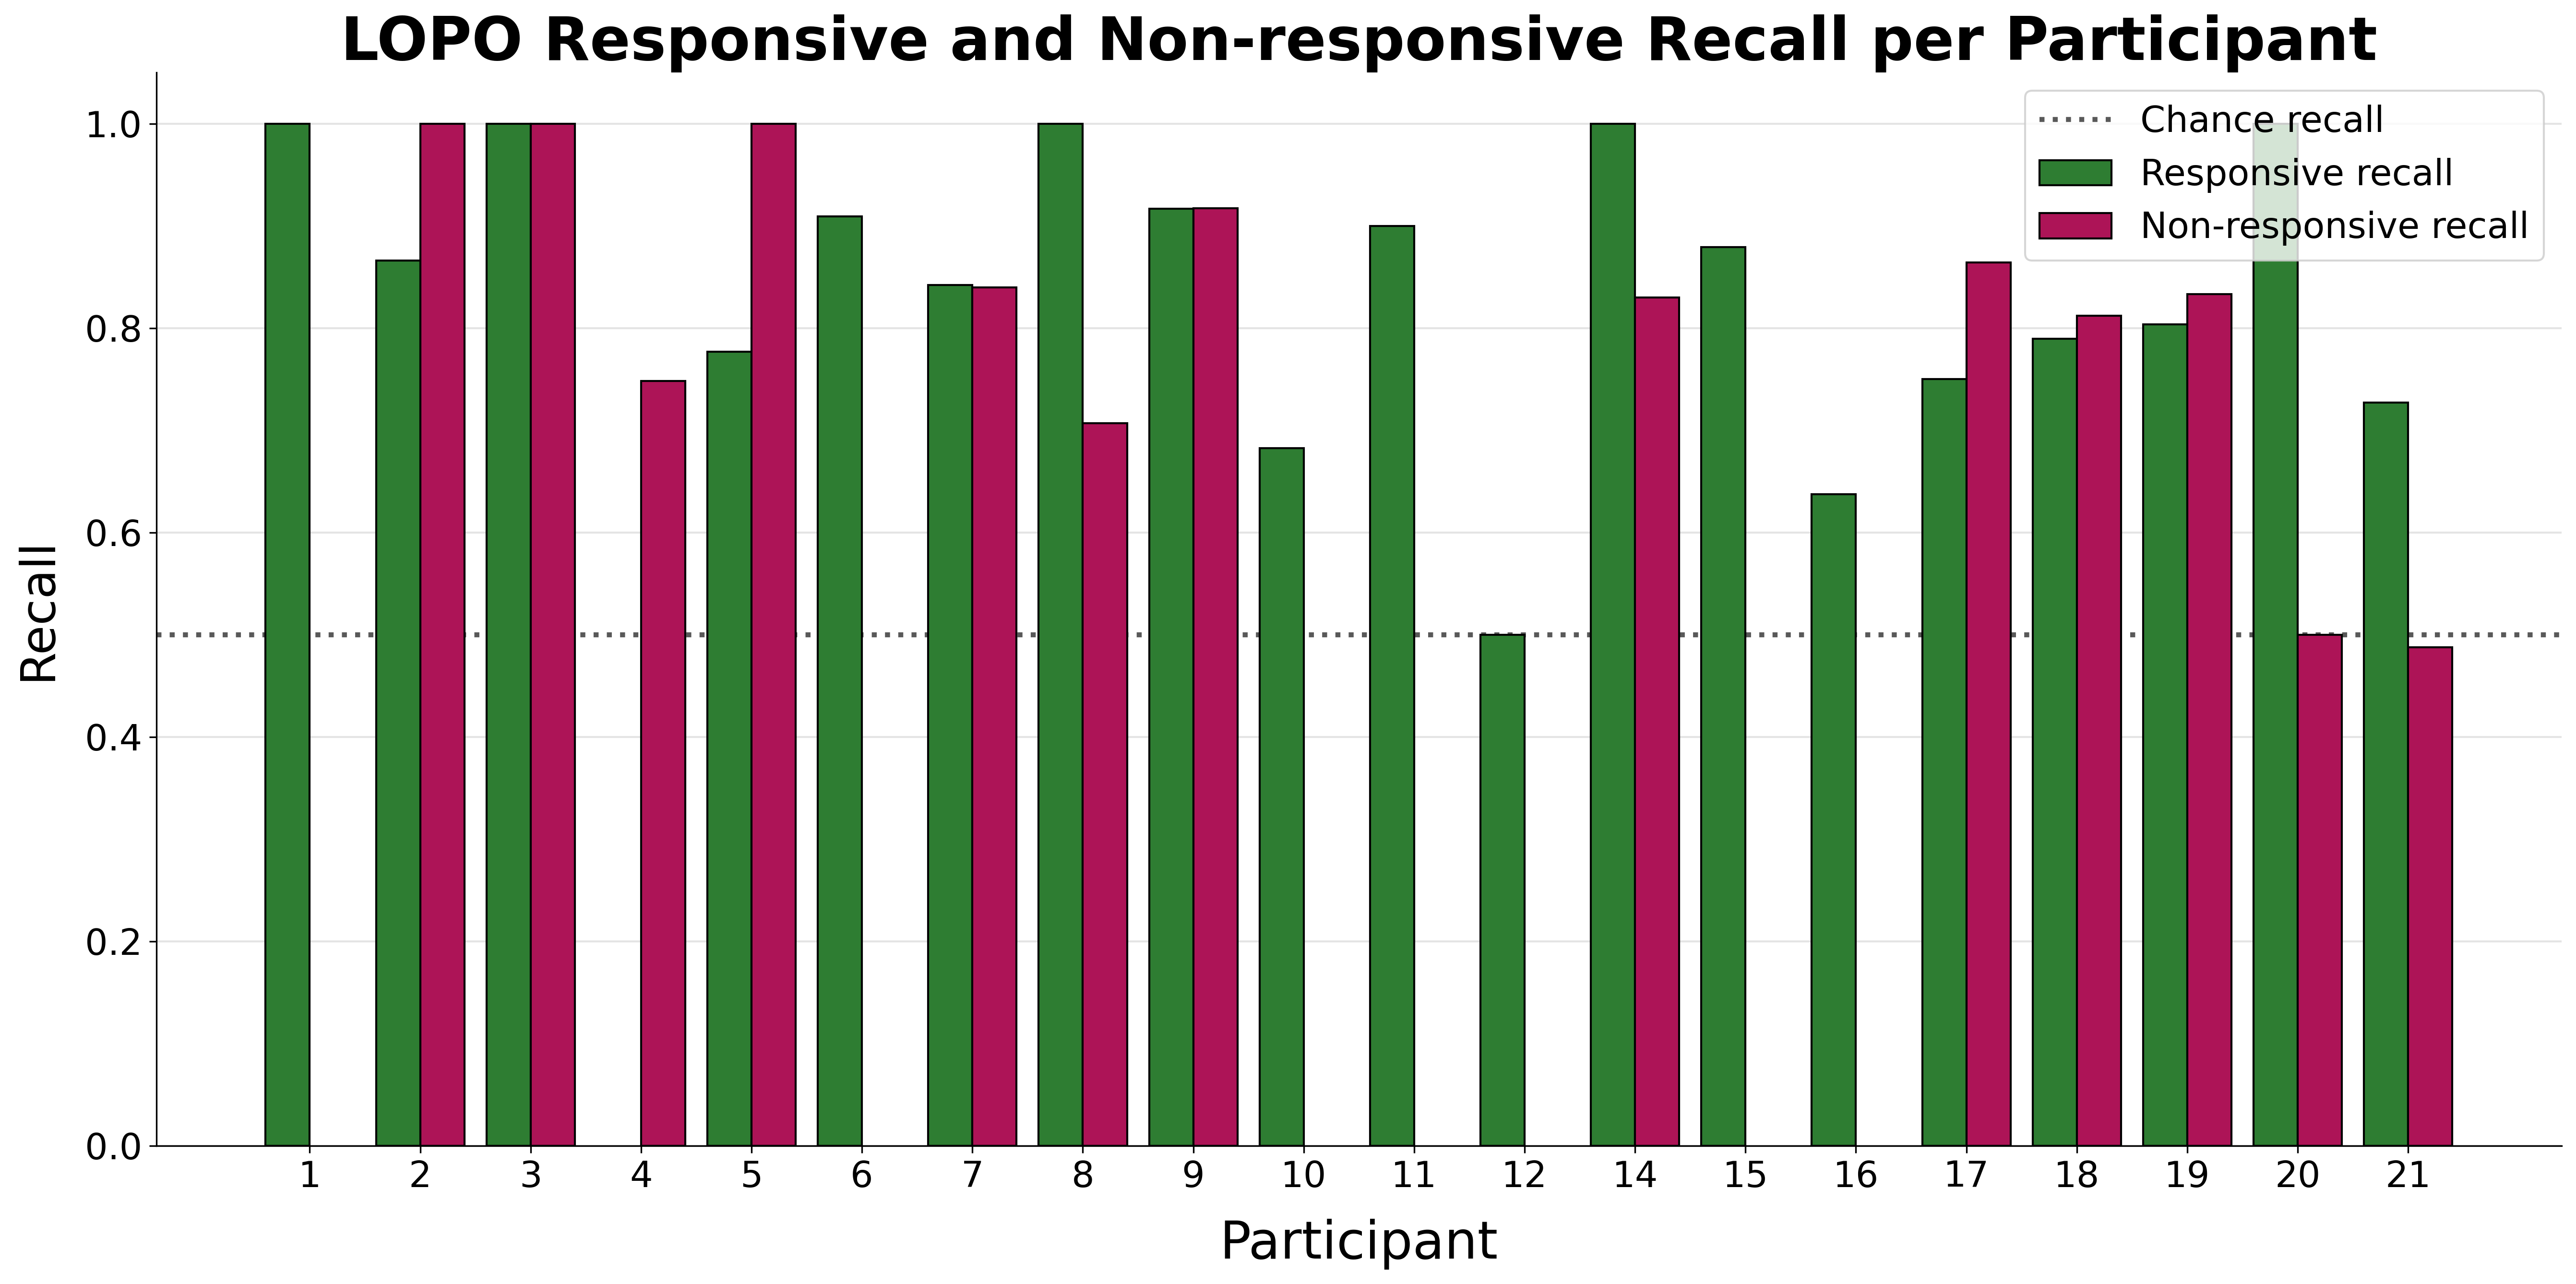 LOPO Responsive and Non-responsive Recall per Participant
Chance recall
Responsive recall
Non-responsive recall
1.0
0.8
0.6
0.4
0.2
0.0
Recall
1 2 3 4 5 6 7 8 9 10 11 12 14 15 16 17 18 19 20 21
Participant